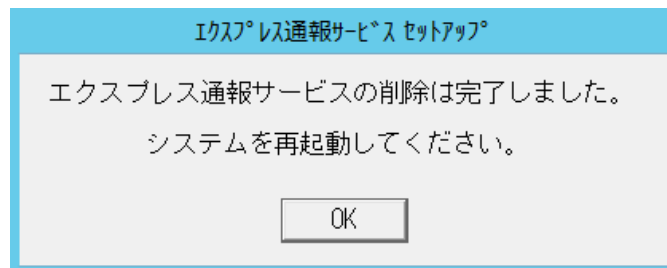 ｴｸｽﾌﾟﾚｽ通報ｻｰﾋﾞｽ ｾｯﾄｱｯﾌﾟ
エクスプレス通報サービスの削除は完了しました。
システムを再起動してください。
OK